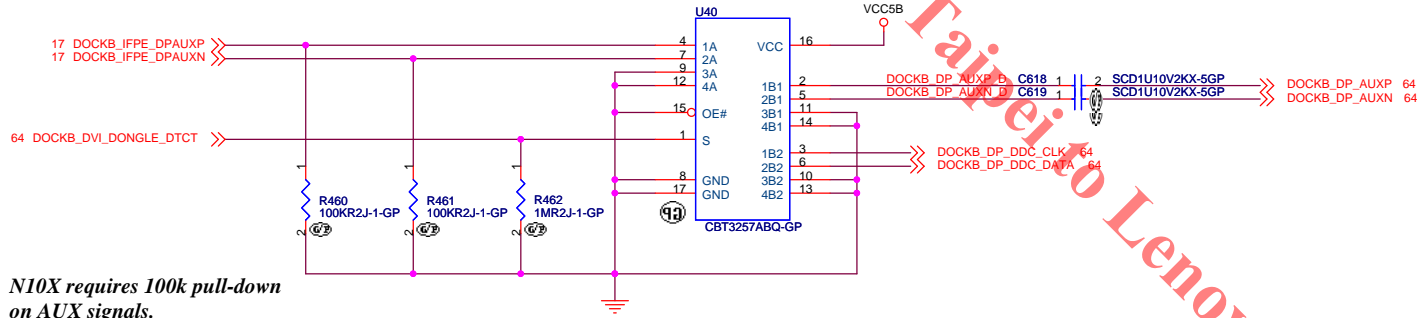 U40
VCC5B
17 DOCKB_IFPE_DPAUXP
17 DOCKB_IFPE_DPAUXN
64 DOCKB_DVI_DONGLE_DTCT
4 1A
7 2A
9 3A
12 4A
15 OE#
1 S
8 GND
17 GND
VCC 16
1B1 2
2B1 5
3B1 11
4B1 14
1B2 3
2B2 6
3B2 10
4B2 13
CBT3257ABQ-GP
DOCKB_DP_AUXP_D C618 1 2 SCD1U10V2KX-5GP
DOCKB_DP_AUXP 64
DOCKB_DP_AUXN_D C619 1 SCD1U10V2KX-5GP
DOCKB_DP_AUXN 64
DOCKB_DP_DDC_CLK 64
DOCKB_DP_DDC_DATA 64
1
R460
100KR2J-1-GP
2
1
R461
100KR2J-1-GP
2
1
R462
1MR2J-1-GP
2
N10X requires 100k pull-down
on AUX signals.
Taipei to Leno